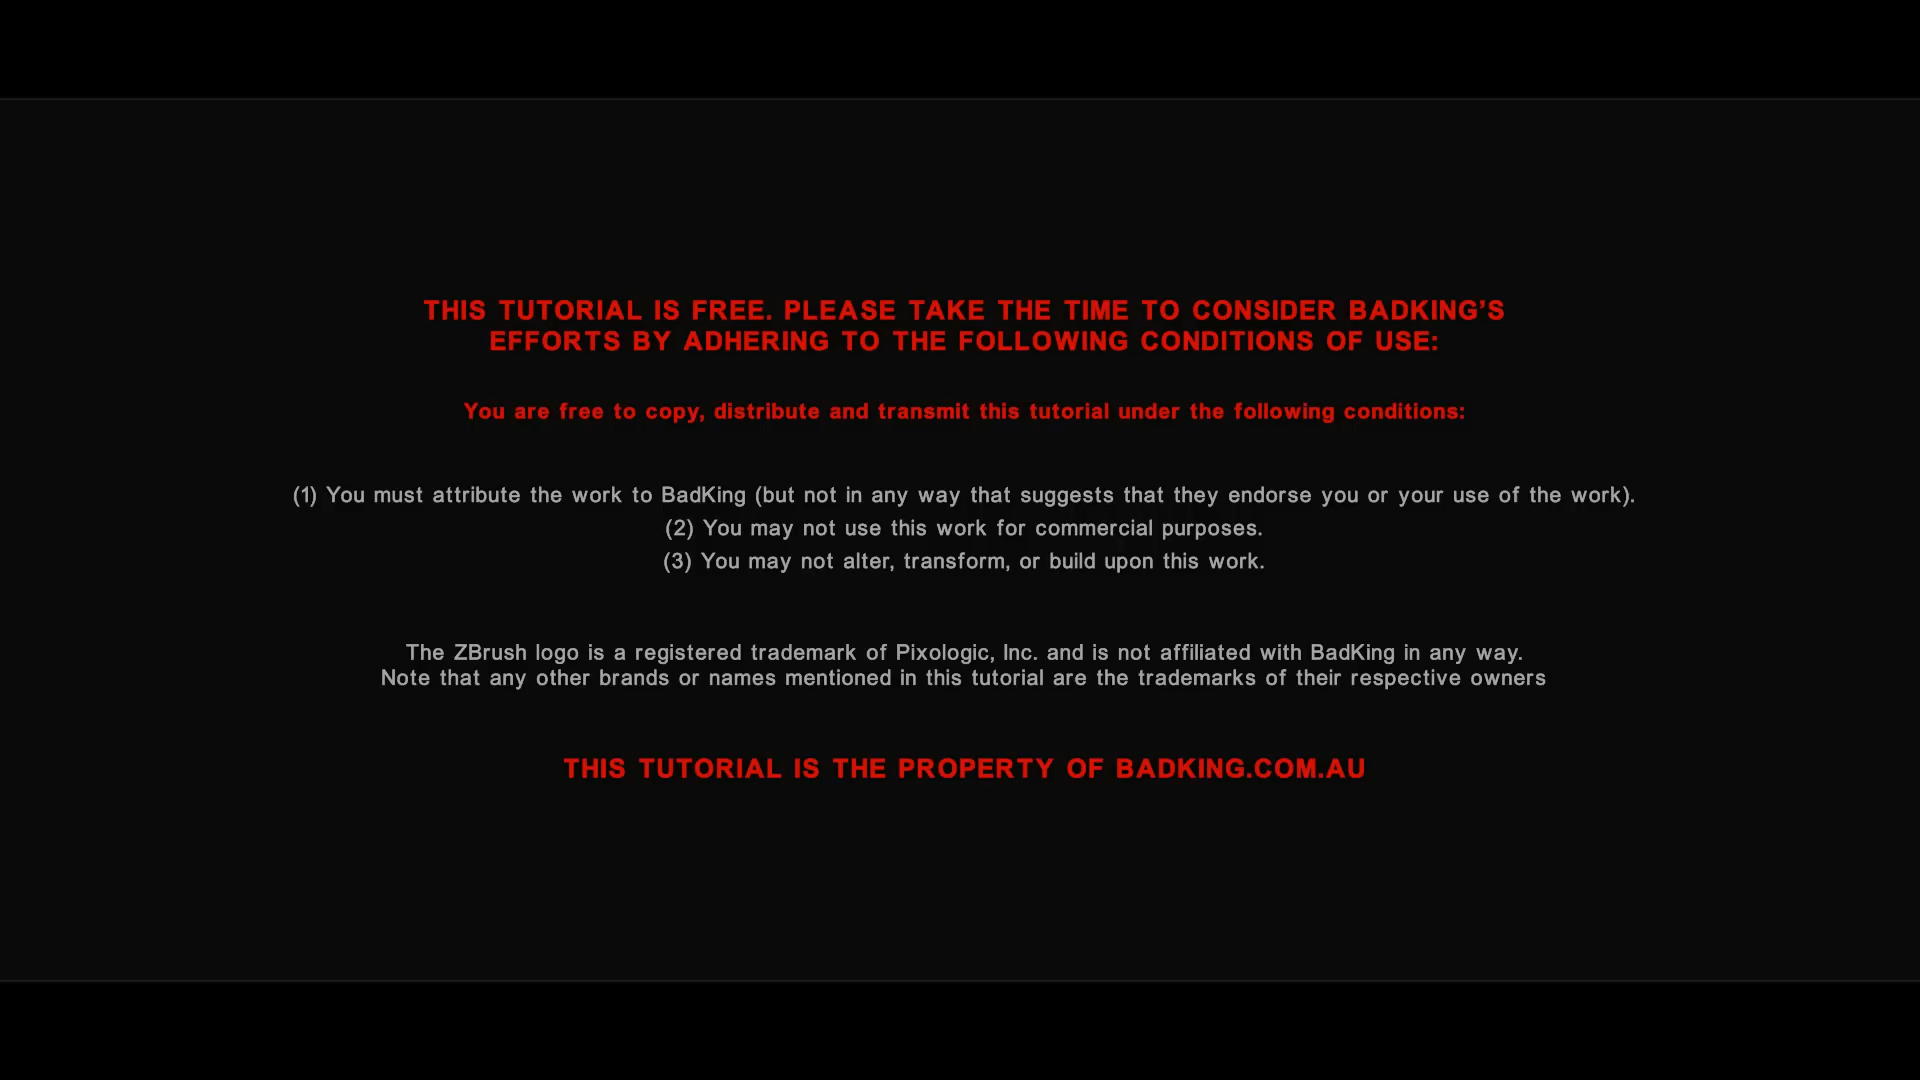 THIS TUTORIAL IS FREE. PLEASE TAKE THE TIME TO CONSIDER BADKING’S
EFFORTS BY ADHERING TO THE FOLLOWING CONDITIONS OF USE:
You are free to copy, distribute and transmit this tutorial under the following conditions:
(1) You must attribute the work to BadKing (but not in any way that suggests that they endorse you or your use of the work).
(2) You may not use this work for commercial purposes.
(3) You may not alter, transform, or build upon this work.
The ZBrush logo is a registered trademark of Pixologic, Inc. and is not affiliated with BadKing in any way.
Note that any other brands or names mentioned in this tutorial are the trademarks of their respective owners
THIS TUTORIAL IS THE PROPERTY OF BADKING.COM.AU